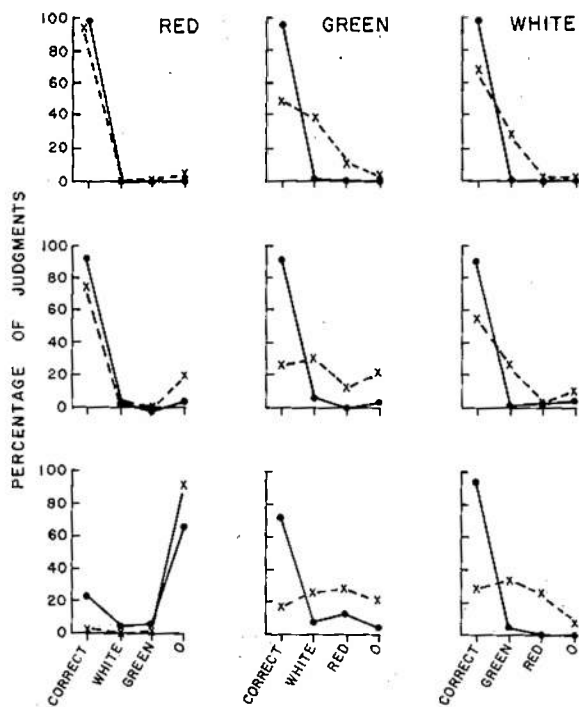 RED GREEN WHITE
100
80
60
40
20
0
100
80
60
40
20
0
100
80
60
40
20
0
PERCENTAGE OF JUDGMENTS
CORRECT
WHITE
GREEN
O
CORRECT
WHITE
RED
O
CORRECT
GREEN
RED
O